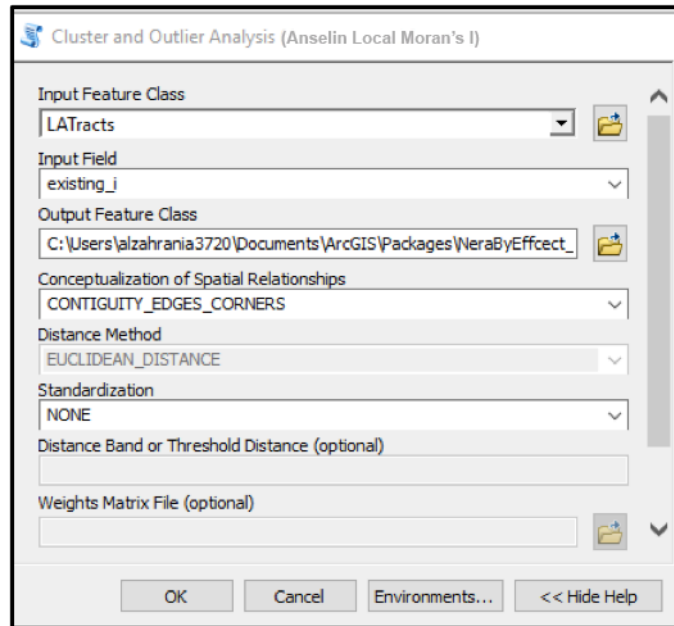 Cluster and Outlier Analysis (Anselin Local Moran's I)
Input Feature Class
LATracts
Input Field
existing_i
Output Feature Class
C:\Users\alzahrania3720\Documents\ArcGIS\Packages\NeraByEffcect_
Conceptualization of Spatial Relationships
CONTIGUITY_EDGES_CORNERS
Distance Method
EUCLIDEAN_DISTANCE
Standardization
NONE
Distance Band or Threshold Distance (optional)
Weights Matrix File (optional)
OK Cancel Environments... << Hide Help